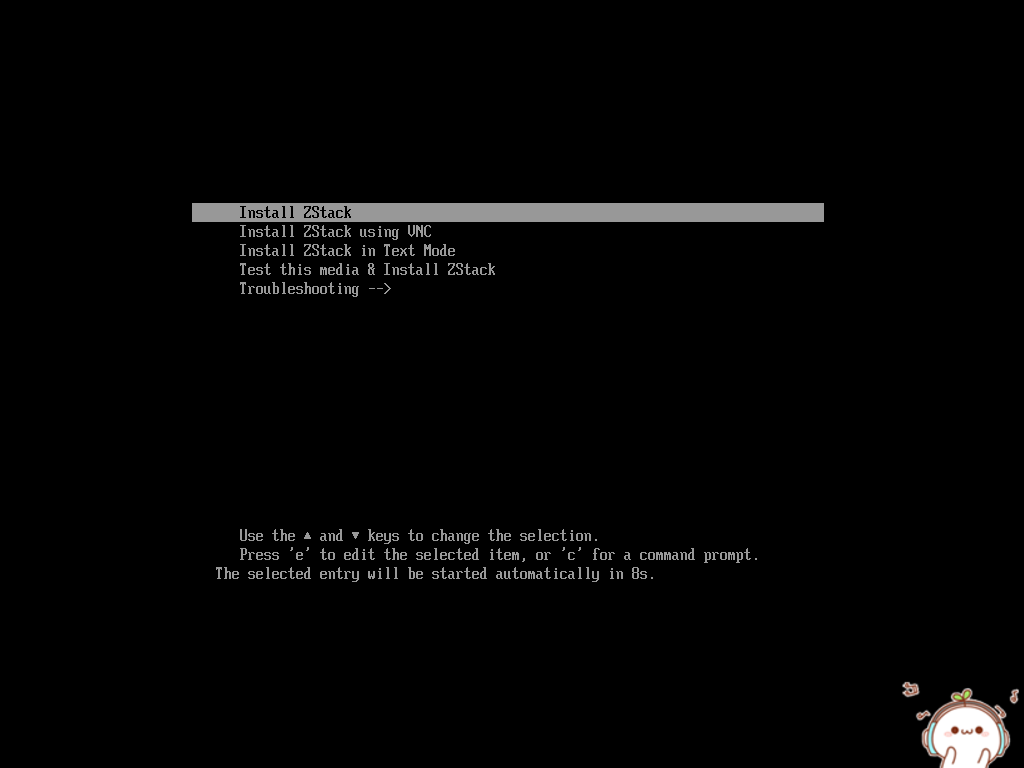 Install ZStack
Install ZStack using VNC
Install ZStack in Text Mode
Test this media & Install ZStack
Troubleshooting -->
Use the ▲ and ▼ keys to change the selection.
Press 'e' to edit the selected item, or 'c' for a command prompt.
The selected entry will be started automatically in 8s.